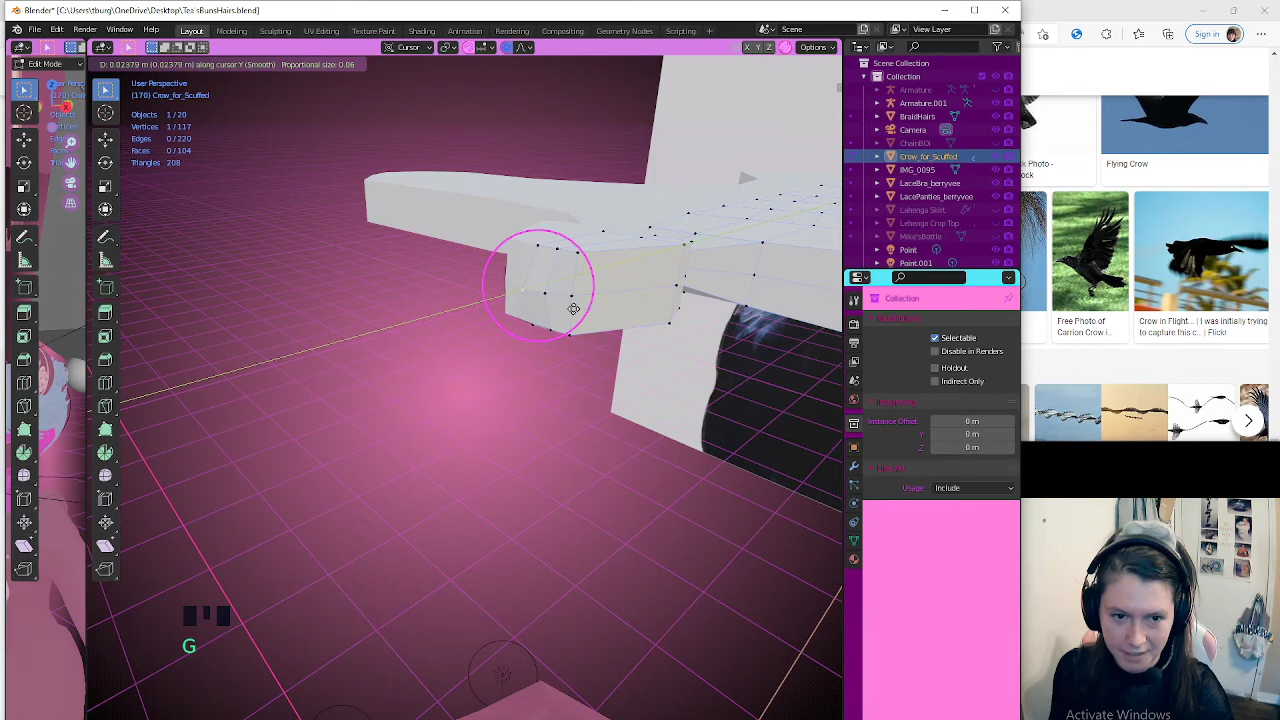 Blender* [C:\Users\tburg\OneDrive\Desktop\Tea'sBunsHairs.blend]
File Edit Render Window Help Layout Modeling Sculpting UV Editing Texture Paint Shading Animation Rendering Compositing Geometry Nodes Scripting Scene View Layer
Sign in
Cursor X Y Z Options
Edit Mode
D: 0.02379 m (0.02379 m) along cursor Y (Smooth) Proportional size: 0.06
User Perspective
(170) Crow_for_Scuffed
Objects 1/20
Vertices 1/117
Edges 0/220
Faces 0/104
Triangles 208
G
Scene Collection
Collection
Armature
Armature.001
BraidHairs
Camera
ChainBOI
Crow_for_Scuffed
IMG_0095
LaceBra_berryvee
LacePanties_berryvee
Lahenga Skirt
Lehenga Crop Top
Mike'sBottle
Point
Point.001
Collection
Selectable
Disable in Renders
Holdout
Indirect Only
Instance Offset 0 m
Y 0 m
Z 0 m
Usage Include
Flying Crow
Free Photo of
Carrion Crow i...
Crow in Flight... | I was initially trying
to capture this c... | Flickr
Activate Windows